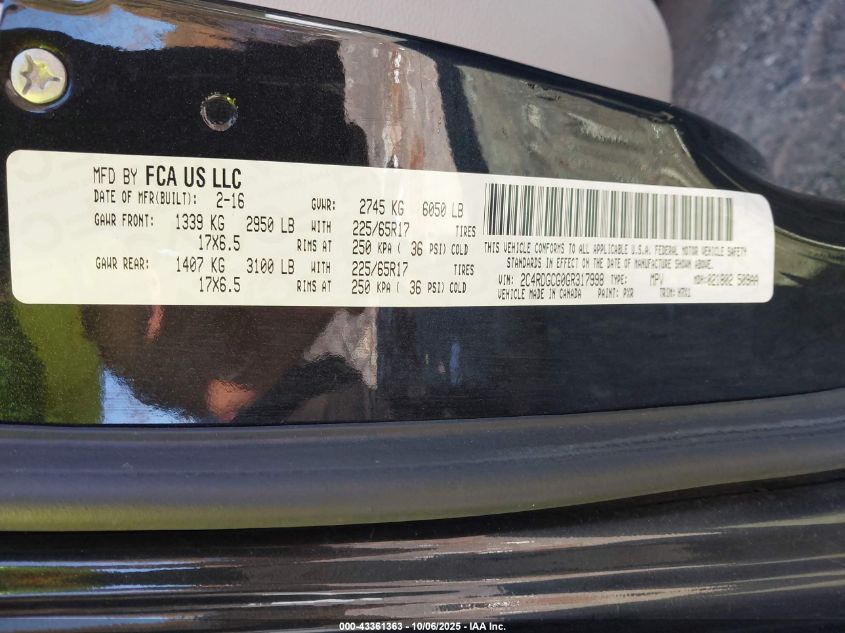 MFD BY FCA US LLC
DATE OF MFR(BUILT): 2-16 GVWR: 2745 KG 6050 LB
GAWR FRONT: 1339 KG 2950 LB WITH 225/65R17 TIRES
17X6.5 RIMS AT 250 KPA ( 36 PSI) COLD
GAWR REAR: 1407 KG 3100 LB WITH 225/65R17 TIRES
17X6.5 RIMS AT 250 KPA ( 36 PSI) COLD
THIS VEHICLE CONFORMS TO ALL APPLICABLE U.S.A. FEDERAL MOTOR VEHICLE SAFETY
STANDARDS IN EFFECT ON THE DATE OF MANUFACTURE SHOWN ABOVE.
VIN: 2C4RDGCG0GR317998 TYPE: MPV MDH: 021802 509AA
VEHICLE MADE IN CANADA PAINT: PXR TRIM:
000-43361363 - 10/06/2025 - IAA Inc.